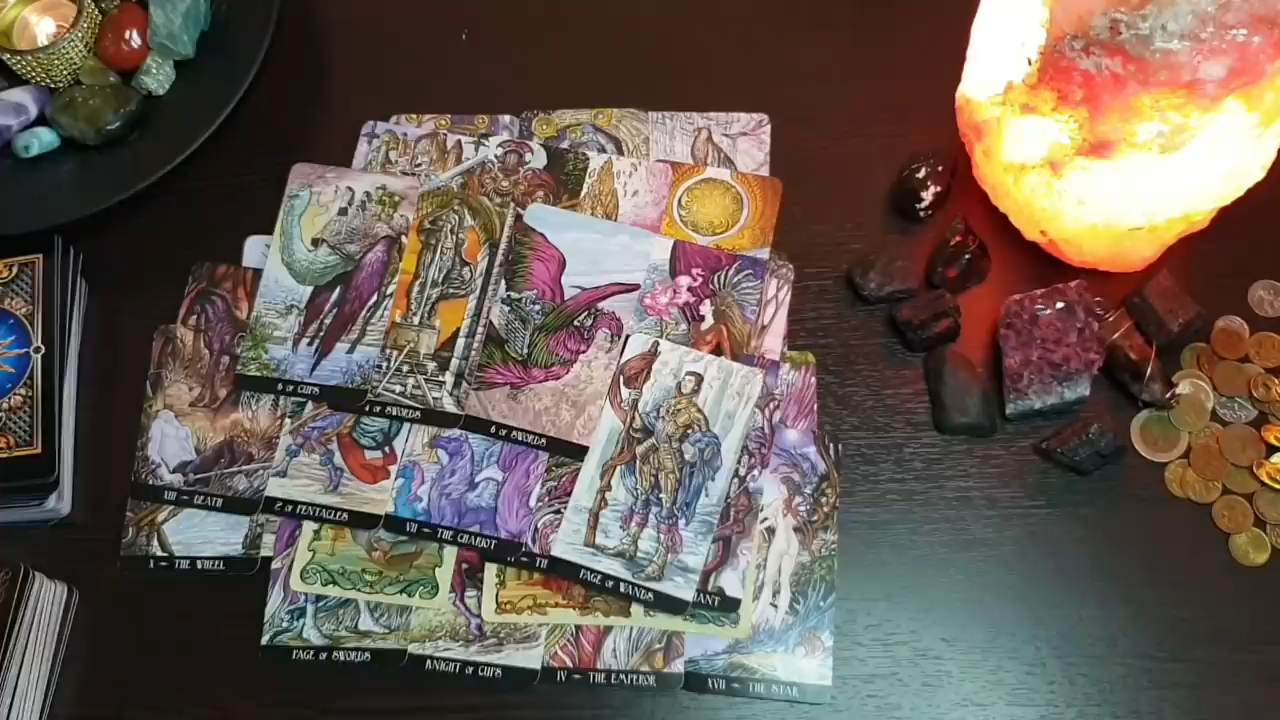 6 OF CUPS
4 OF SWORDS
6 OF SWORDS
XIII — DEATH
2 OF PENTACLES
VII — THE CHARIOT
PAGE OF WANDS
X — THE WHEEL
PAGE OF SWORDS
KNIGHT OF CUPS
IV — THE EMPEROR
XVII — THE STAR